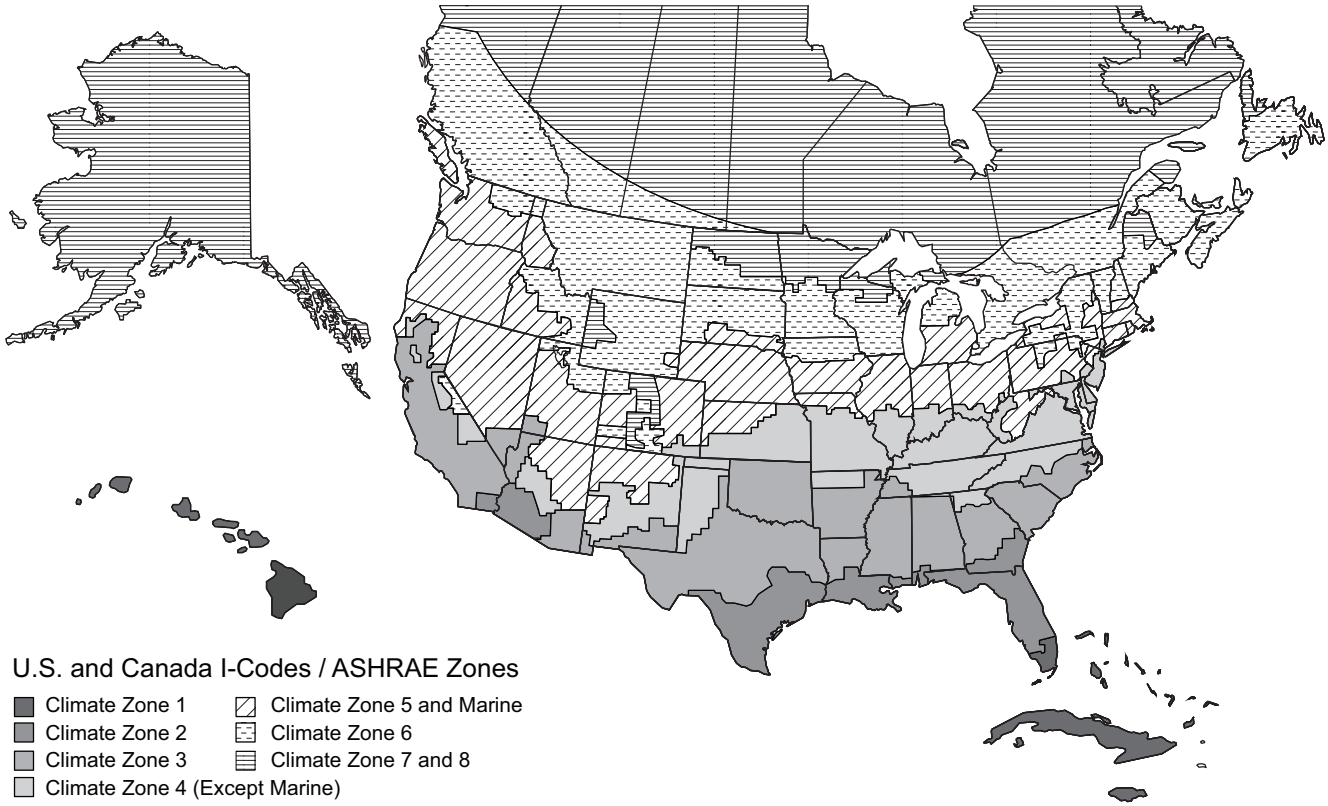 U.S. and Canada I-Codes / ASHRAE Zones
Climate Zone 1
Climate Zone 2
Climate Zone 3
Climate Zone 4 (Except Marine)
Climate Zone 5 and Marine
Climate Zone 6
Climate Zone 7 and 8